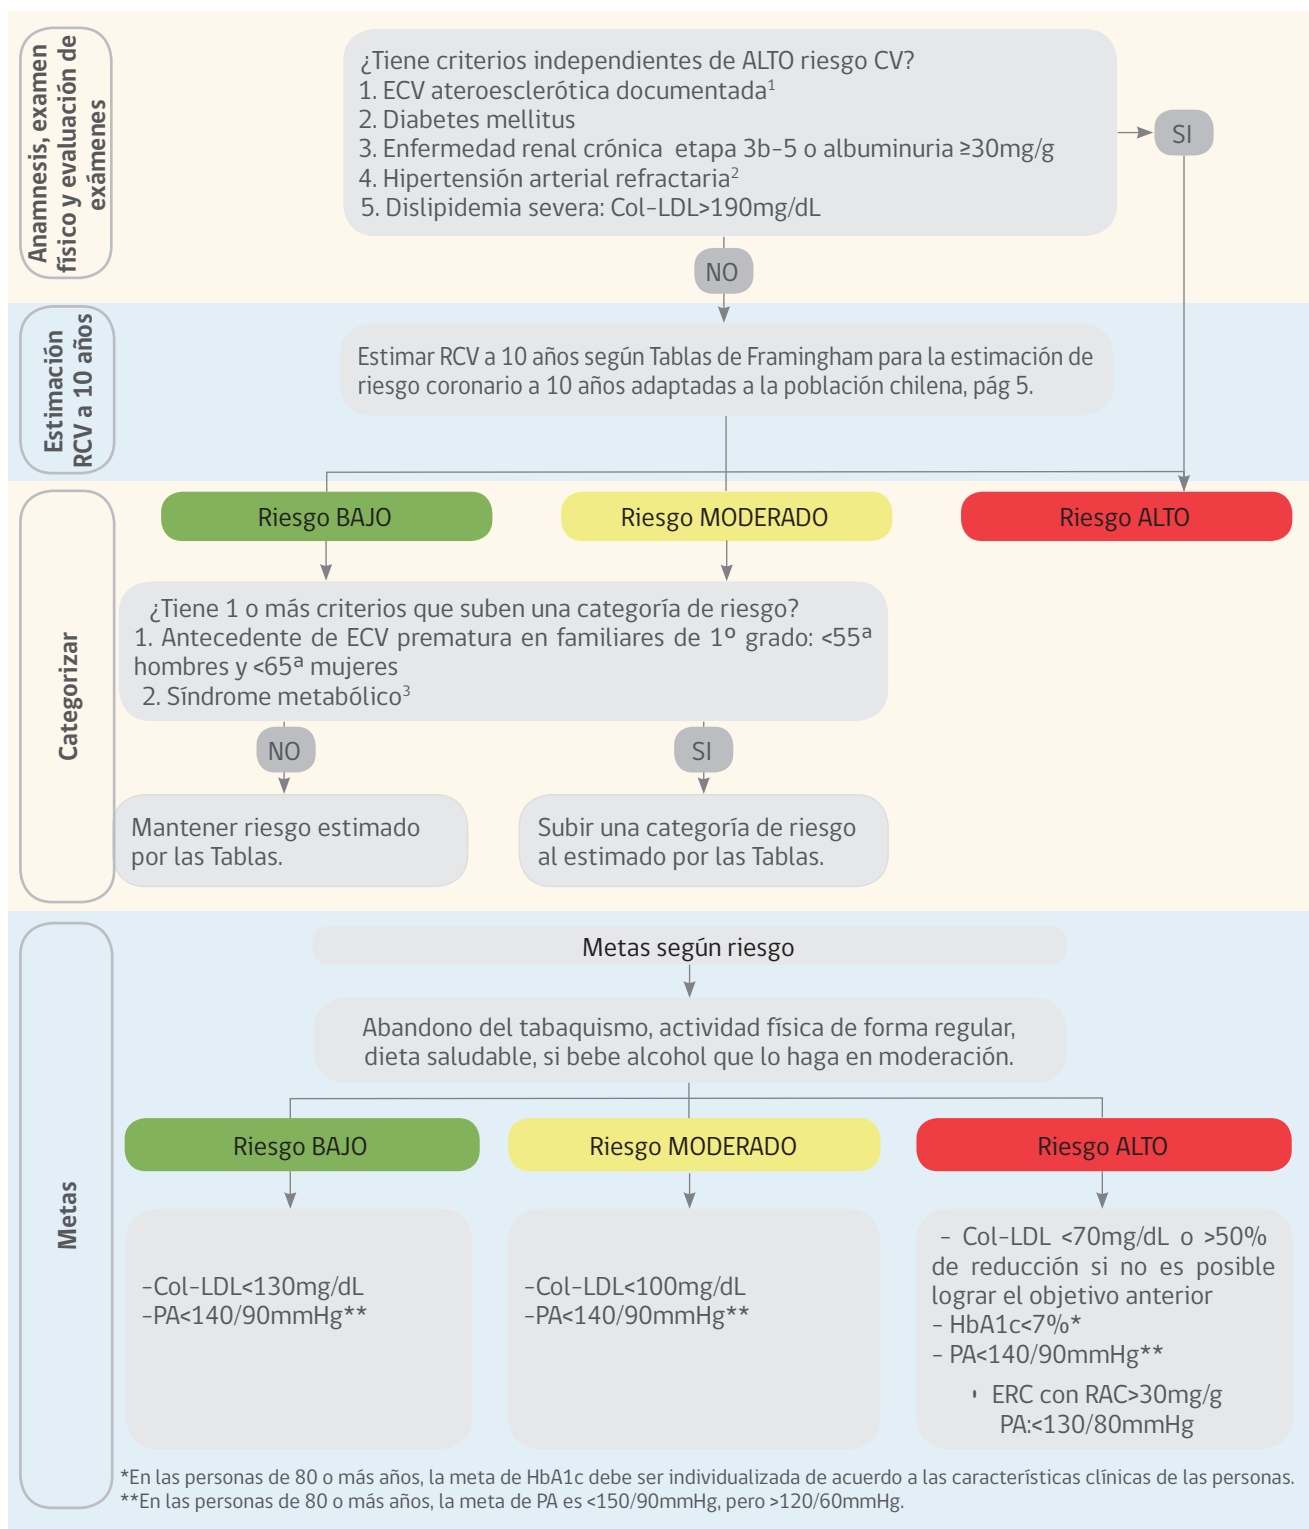 Anamnesis, examen
físico y evaluación de
exámenes
¿Tiene criterios independientes de ALTO riesgo CV?
1. ECV ateroesclerótica documentada¹
2. Diabetes mellitus
3. Enfermedad renal crónica etapa 3b-5 o albuminuria ≥30mg/g
4. Hipertensión arterial refractaria²
5. Dislipidemia severa: Col-LDL>190mg/dL
SI
NO
Estimación
RCV a 10 años
Estimar RCV a 10 años según Tablas de Framingham para la estimación de
riesgo coronario a 10 años adaptadas a la población chilena, pág 5.
Categorizar
Riesgo BAJO
Riesgo MODERADO
Riesgo ALTO
¿Tiene 1 o más criterios que suben una categoría de riesgo?
1. Antecedente de ECV prematura en familiares de 1º grado: <55ª
hombres y <65ª mujeres
2. Síndrome metabólico³
NO
SI
Mantener riesgo estimado
por las Tablas.
Subir una categoría de riesgo
al estimado por las Tablas.
Metas
Metas según riesgo
Abandono del tabaquismo, actividad física de forma regular,
dieta saludable, si bebe alcohol que lo haga en moderación.
Riesgo BAJO
Riesgo MODERADO
Riesgo ALTO
-Col-LDL<130mg/dL
-PA<140/90mmHg**
-Col-LDL<100mg/dL
-PA<140/90mmHg**
- Col-LDL <70mg/dL o >50%
de reducción si no es posible
lograr el objetivo anterior
- HbA1c<7%*
- PA<140/90mmHg**
• ERC con RAC>30mg/g
PA:<130/80mmHg
*En las personas de 80 o más años, la meta de HbA1c debe ser individualizada de acuerdo a las características clínicas de las personas.
**En las personas de 80 o más años, la meta de PA es <150/90mmHg, pero >120/60mmHg.